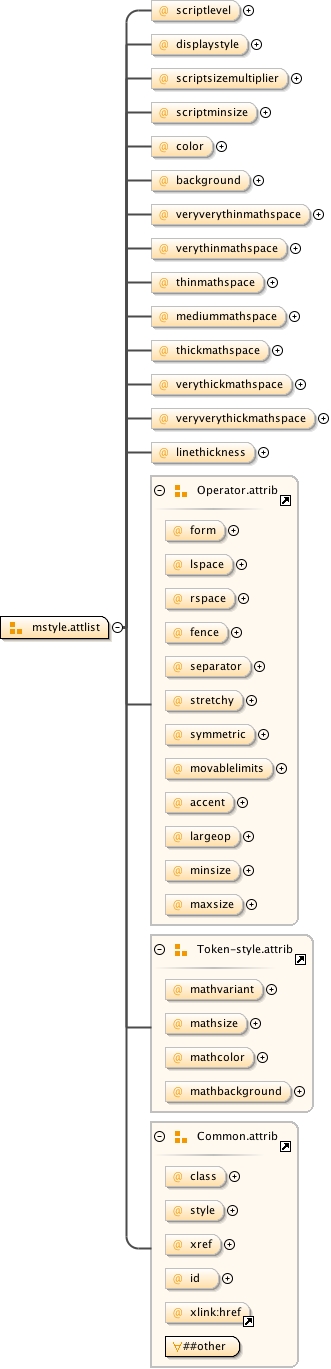 @ scriptlevel
@ displaystyle
@ scriptsizemultiplier
@ scriptminsize
@ color
@ background
@ veryverythinmathspace
@ verythinmathspace
@ thinmathspace
@ mediummathspace
@ thickmathspace
@ verythickmathspace
@ veryverythickmathspace
@ linethickness
Operator.attrib
@ form
@ lspace
@ rspace
@ fence
mstyle.attlist
@ separator
@ stretchy
@ symmetric
@ movablelimits
@ accent
@ largeop
@ minsize
@ maxsize
Token-style.attrib
@ mathvariant
@ mathsize
@ mathcolor
@ mathbackground
Common.attrib
@ class
@ style
@ xref
@ id
@ xlink:href
∀##other